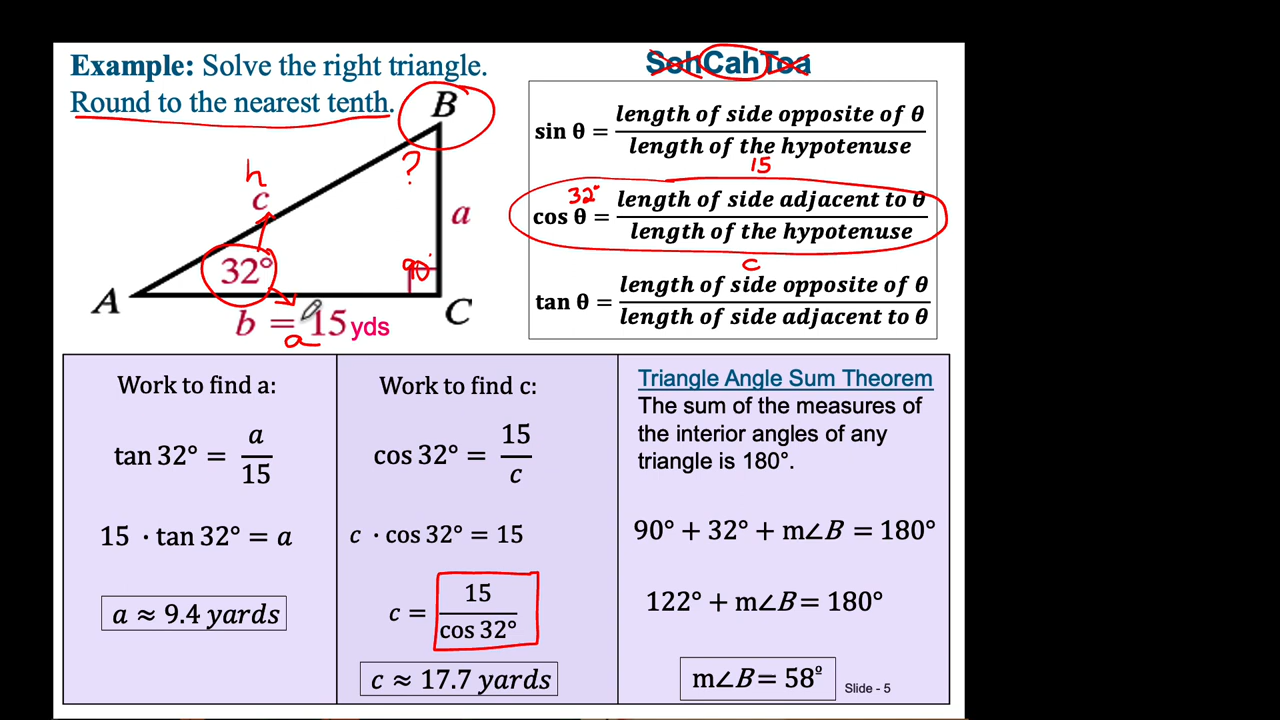 Example: Solve the right triangle.
Round to the nearest tenth.
B
?
h
c
a
32°
90°
A
C
b = 15 yds
a
SohCahToa
sin θ = length of side opposite of θ
length of the hypotenuse
15
32°
cos θ = length of side adjacent to θ
length of the hypotenuse
c
tan θ = length of side opposite of θ
length of side adjacent to θ
Work to find a:
tan 32° = a
15
15 · tan 32° = a
a ≈ 9.4 yards
Work to find c:
cos 32° = 15
c
c · cos 32° = 15
c = 15
cos 32°
c ≈ 17.7 yards
Triangle Angle Sum Theorem
The sum of the measures of
the interior angles of any
triangle is 180°.
90° + 32° + m∠B = 180°
122° + m∠B = 180°
m∠B = 58°
Slide - 5